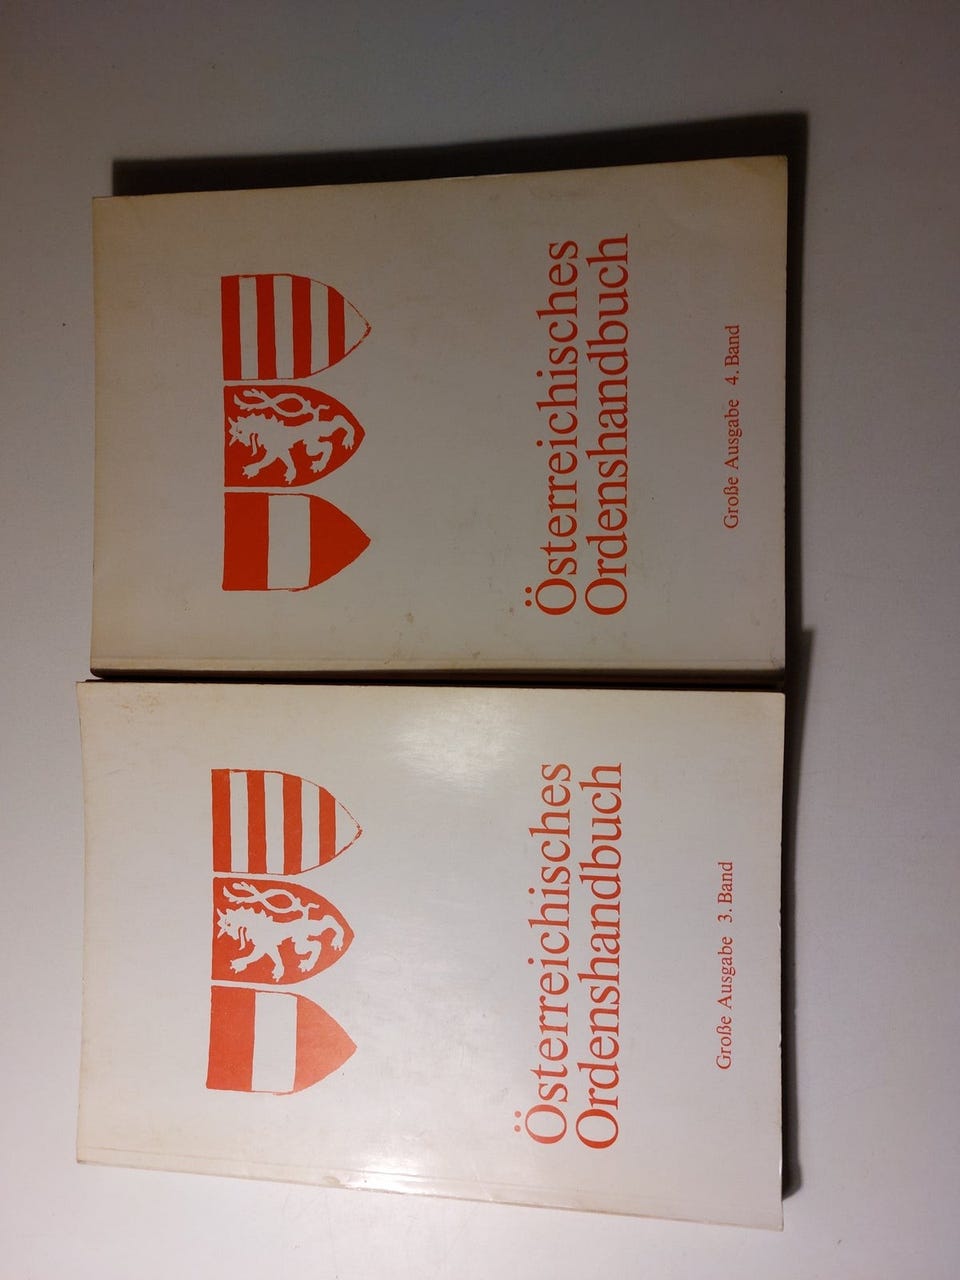 Österreichisches
Ordenshandbuch
Große Ausgabe 3. Band
Österreichisches
Ordenshandbuch
Große Ausgabe 4. Band